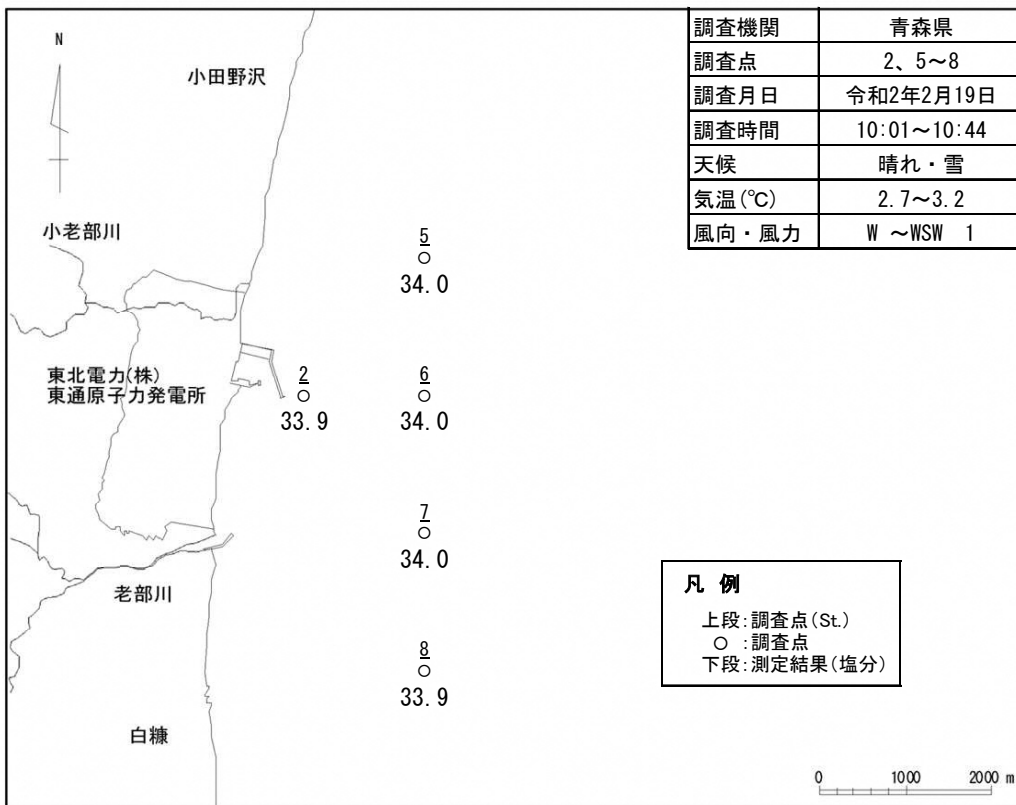 調査機関 青森県
調査点 2、5～8
調査月日 令和2年2月19日
調査時間 10:01～10:44
天候 晴れ・雪
気温(℃) 2.7～3.2
風向・風力 W ～WSW 1
N
小田野沢
小老部川
5
34.0
東北電力(株)
東通原子力発電所
2
33.9
6
34.0
7
34.0
老部川
8
33.9
白糠
凡 例
上段:調査点(St.)
○ :調査点
下段:測定結果(塩分)
0 1000 2000 m